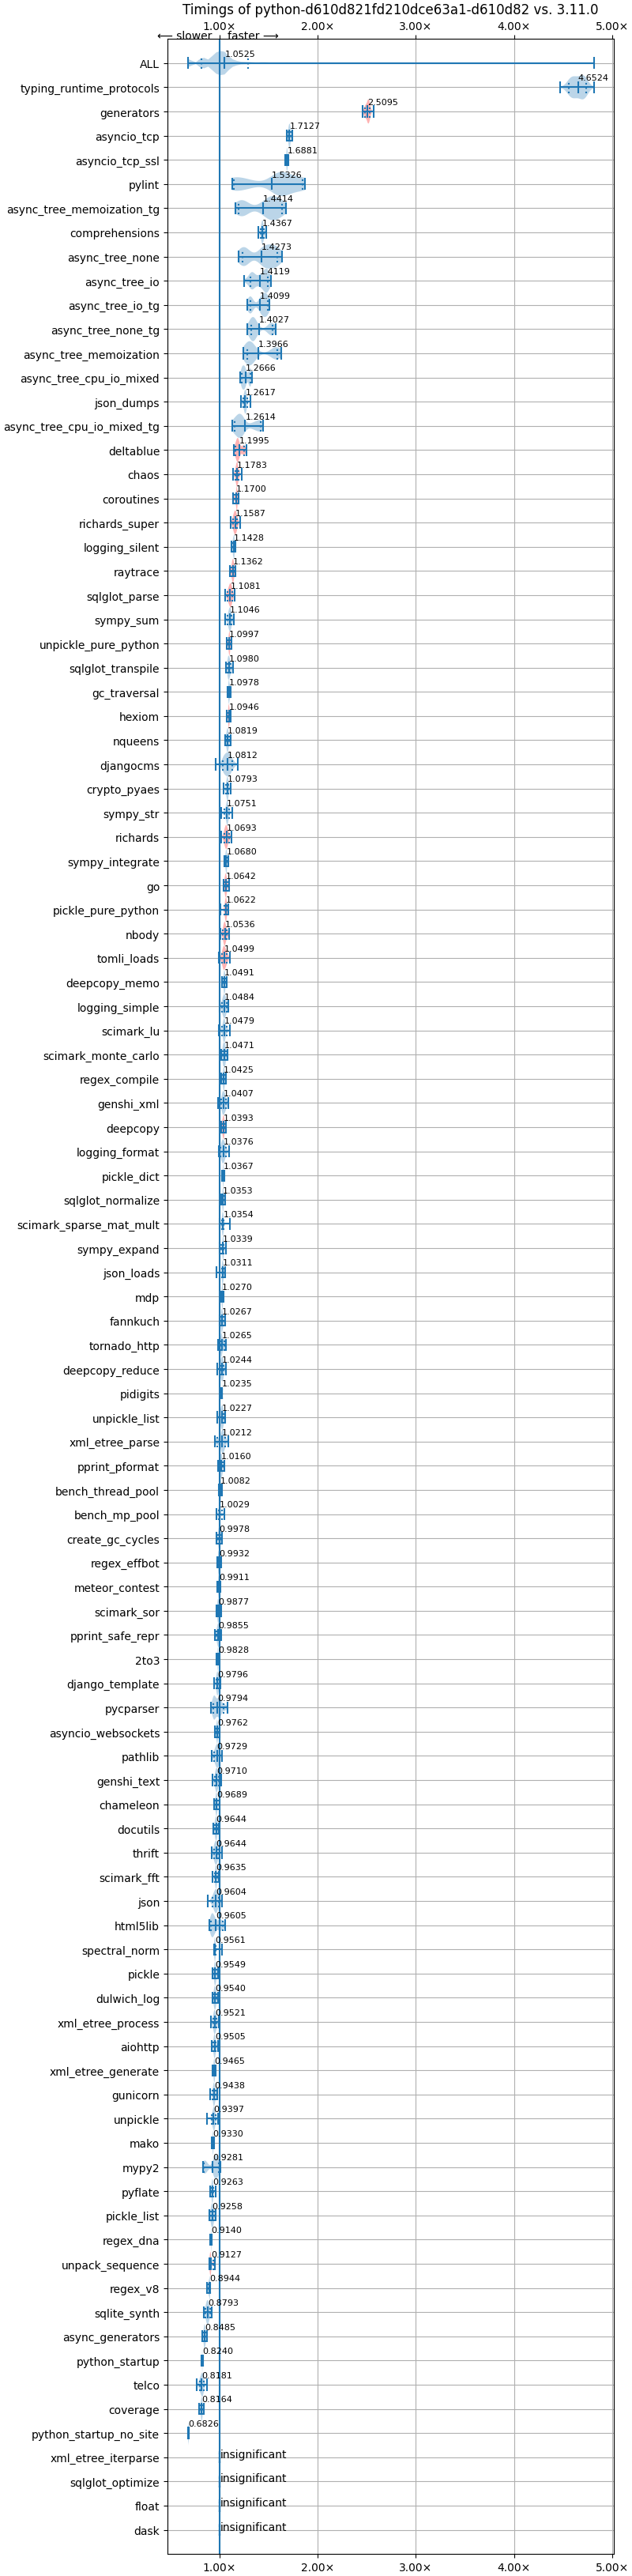 Timings of python-d610d821fd210dce63a1-d610d82 vs. 3.11.0
1.00× 2.00× 3.00× 4.00× 5.00×
⟵ slower faster ⟶
ALL 1.0525
typing_runtime_protocols 4.6524
generators 2.5095
asyncio_tcp 1.7127
asyncio_tcp_ssl 1.6881
pylint 1.5326
async_tree_memoization_tg 1.4414
comprehensions 1.4367
async_tree_none 1.4273
async_tree_io 1.4119
async_tree_io_tg 1.4099
async_tree_none_tg 1.4027
async_tree_memoization 1.3966
async_tree_cpu_io_mixed 1.2666
json_dumps 1.2617
async_tree_cpu_io_mixed_tg 1.2614
deltablue 1.1995
chaos 1.1783
coroutines 1.1700
richards_super 1.1587
logging_silent 1.1428
raytrace 1.1362
sqlglot_parse 1.1081
sympy_sum 1.1046
unpickle_pure_python 1.0997
sqlglot_transpile 1.0980
gc_traversal 1.0978
hexiom 1.0946
nqueens 1.0819
djangocms 1.0812
crypto_pyaes 1.0793
sympy_str 1.0751
richards 1.0693
sympy_integrate 1.0680
go 1.0642
pickle_pure_python 1.0622
nbody 1.0536
tomli_loads 1.0499
deepcopy_memo 1.0491
logging_simple 1.0484
scimark_lu 1.0479
scimark_monte_carlo 1.0471
regex_compile 1.0425
genshi_xml 1.0407
deepcopy 1.0393
logging_format 1.0376
pickle_dict 1.0367
sqlglot_normalize 1.0353
scimark_sparse_mat_mult 1.0354
sympy_expand 1.0339
json_loads 1.0311
mdp 1.0270
fannkuch 1.0267
tornado_http 1.0265
deepcopy_reduce 1.0244
pidigits 1.0235
unpickle_list 1.0227
xml_etree_parse 1.0212
pprint_pformat 1.0160
bench_thread_pool 1.0082
bench_mp_pool 1.0029
create_gc_cycles 0.9978
regex_effbot 0.9932
meteor_contest 0.9911
scimark_sor 0.9877
pprint_safe_repr 0.9855
2to3 0.9828
django_template 0.9796
pycparser 0.9794
asyncio_websockets 0.9762
pathlib 0.9729
genshi_text 0.9710
chameleon 0.9689
docutils 0.9644
thrift 0.9644
scimark_fft 0.9635
json 0.9604
html5lib 0.9605
spectral_norm 0.9561
pickle 0.9549
dulwich_log 0.9540
xml_etree_process 0.9521
aiohttp 0.9505
xml_etree_generate 0.9465
gunicorn 0.9438
unpickle 0.9397
mako 0.9330
mypy2 0.9281
pyflate 0.9263
pickle_list 0.9258
regex_dna 0.9140
unpack_sequence 0.9127
regex_v8 0.8944
sqlite_synth 0.8793
async_generators 0.8485
python_startup 0.8240
telco 0.8181
coverage 0.8164
python_startup_no_site 0.6826
xml_etree_iterparse insignificant
sqlglot_optimize insignificant
float insignificant
dask insignificant
1.00× 2.00× 3.00× 4.00× 5.00×